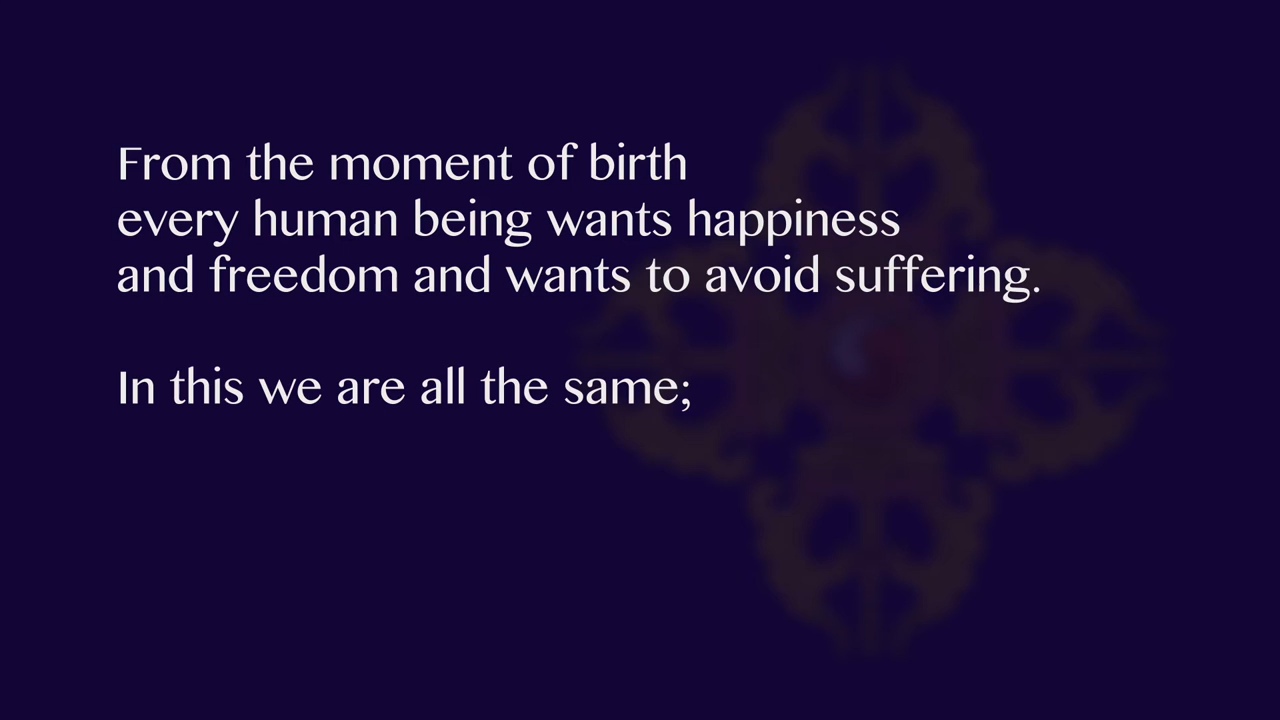 From the moment of birth
every human being wants happiness
and freedom and wants to avoid suffering.
In this we are all the same;